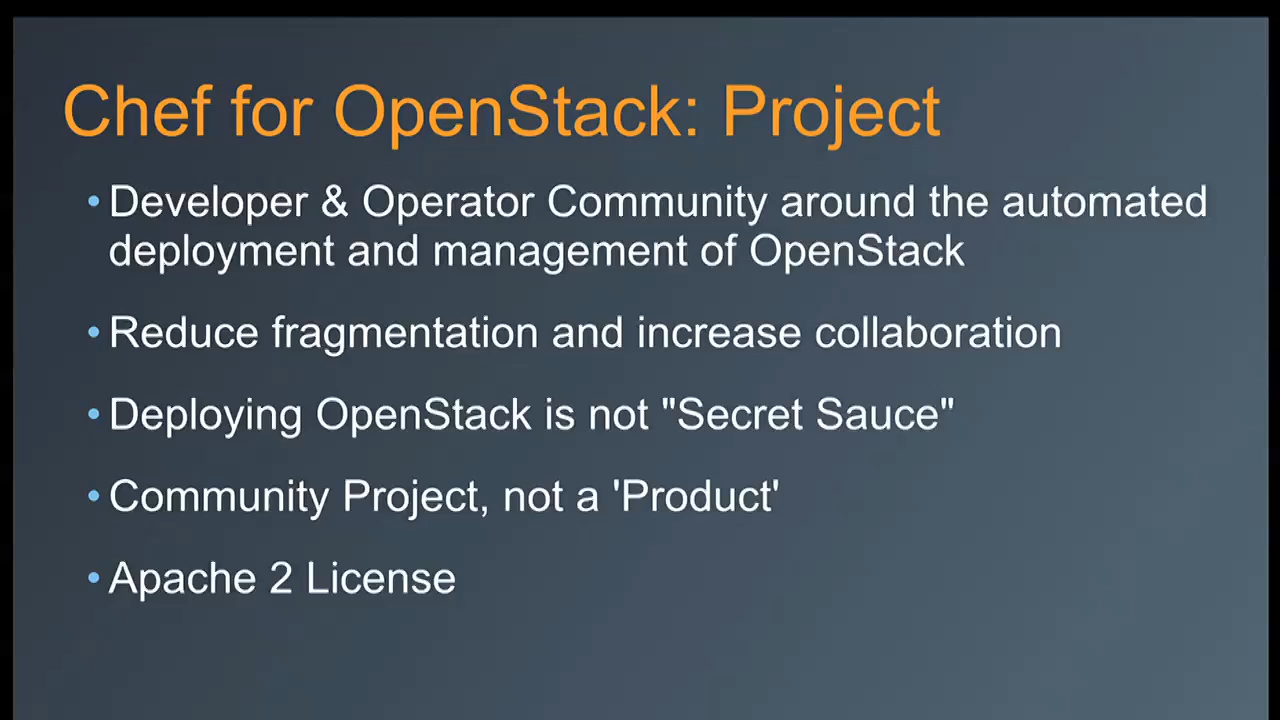 Chef for OpenStack: Project
•Developer & Operator Community around the automated
deployment and management of OpenStack
•Reduce fragmentation and increase collaboration
•Deploying OpenStack is not "Secret Sauce"
•Community Project, not a 'Product'
•Apache 2 License